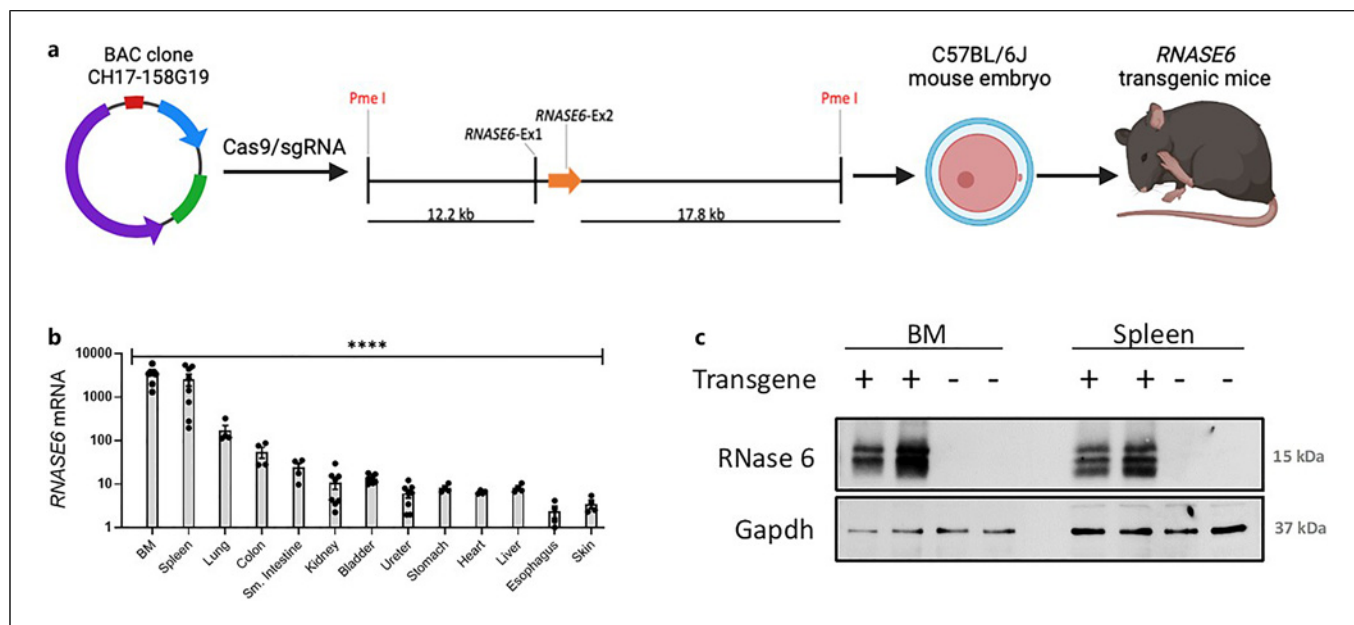 a
BAC clone
CH17-158G19
Cas9/sgRNA
Pme I
RNASE6-Ex1
RNASE6-Ex2
Pme I
12.2 kb
17.8 kb
C57BL/6J
mouse embryo
RNASE6
transgenic mice
b
****
RNASE6 mRNA
10000
1000
100
10
1
BM
Spleen
Lung
Colon
Sm. Intestine
Kidney
Bladder
Ureter
Stomach
Heart
Liver
Esophagus
Skin
c
BM Spleen
Transgene + + - - + + - -
RNase 6 15 kDa
Gapdh 37 kDa